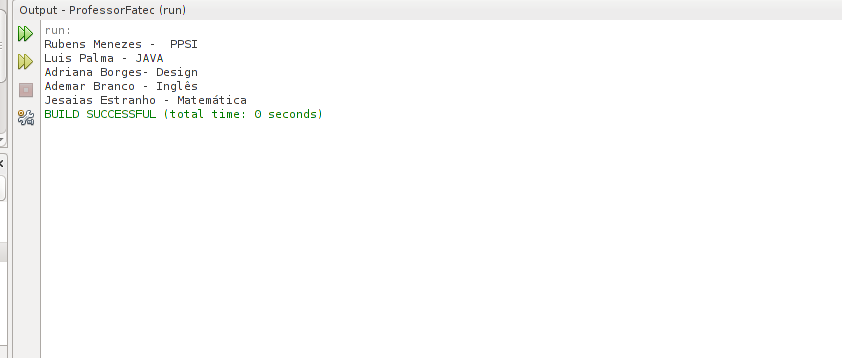 Output - ProfessorFatec (run)
run:
Rubens Menezes -  PPSI
Luis Palma - JAVA
Adriana Borges- Design
Ademar Branco - Inglês
Jesaias Estranho - Matemática
BUILD SUCCESSFUL (total time: 0 seconds)